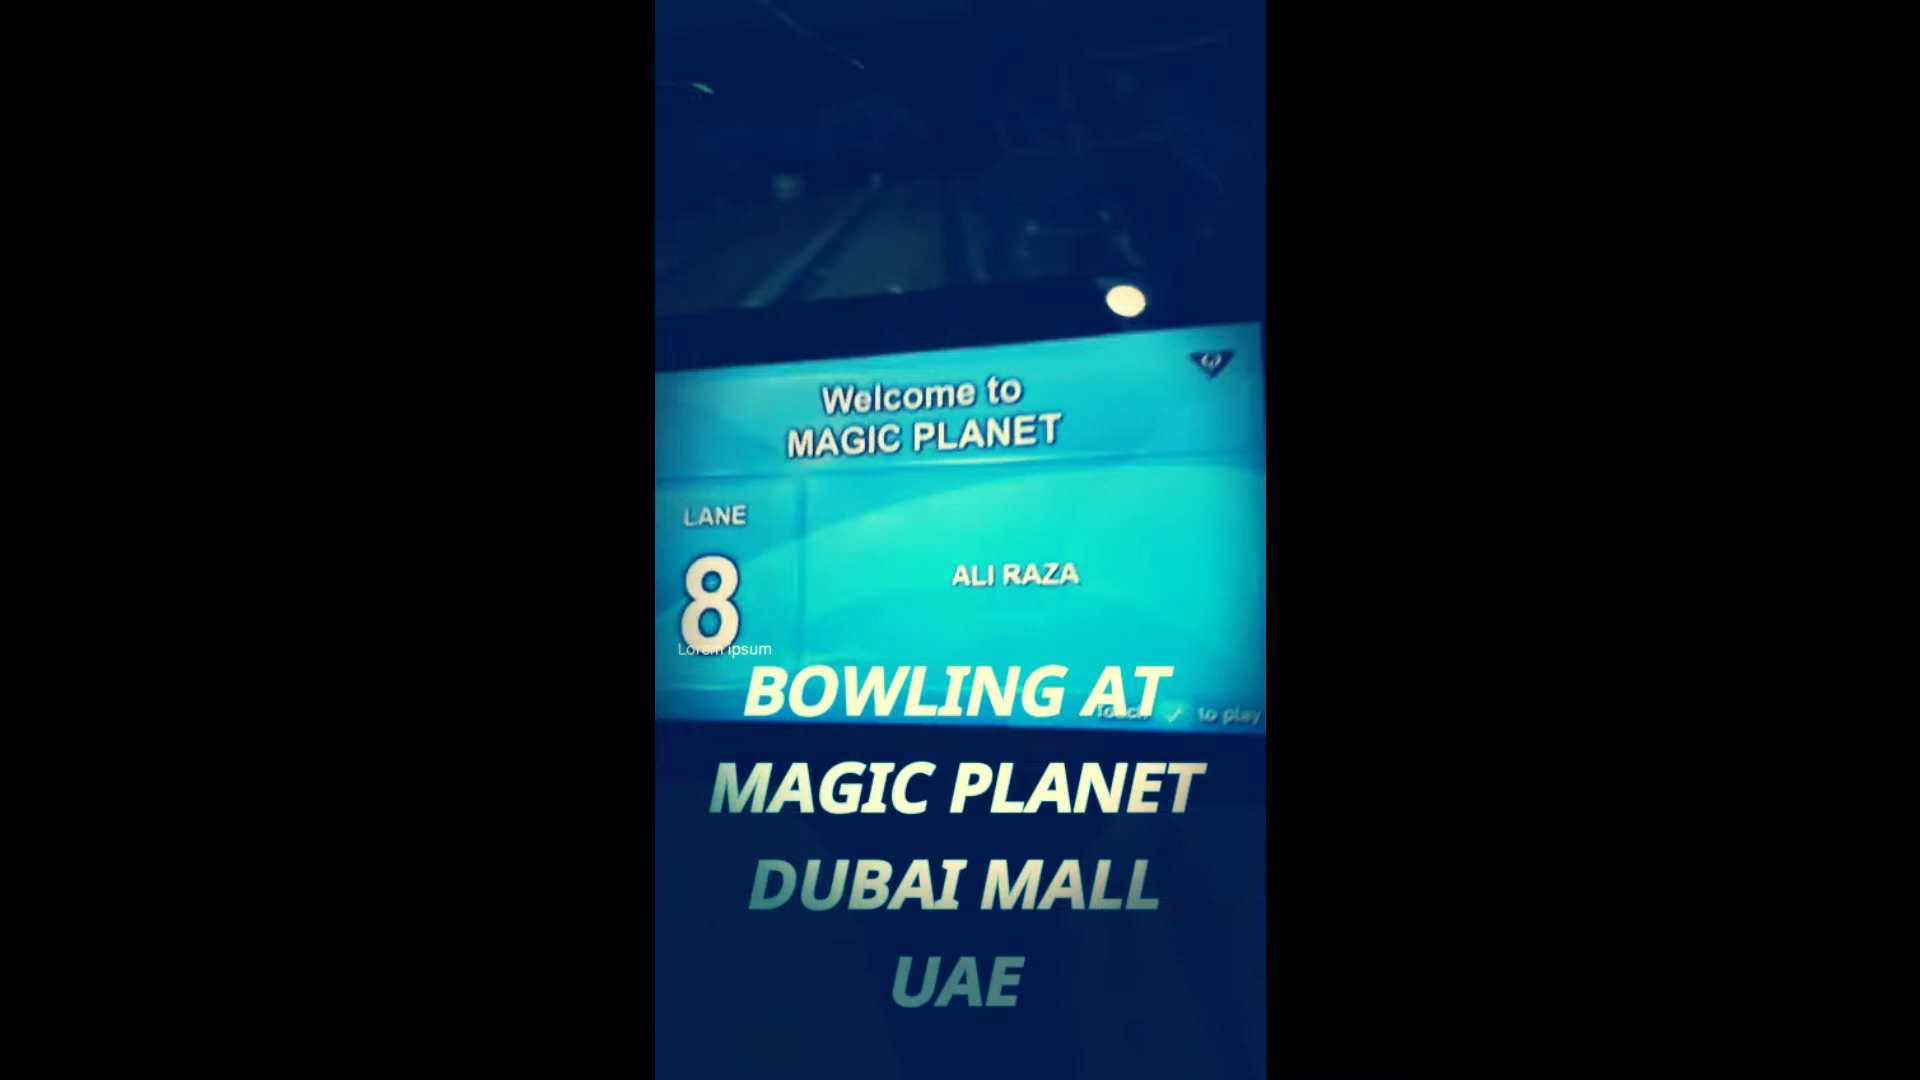 Welcome to
MAGIC PLANET
LANE
8
ALI RAZA
Lorem ipsum
Touch ✓ to play
BOWLING AT
MAGIC PLANET
DUBAI MALL
UAE